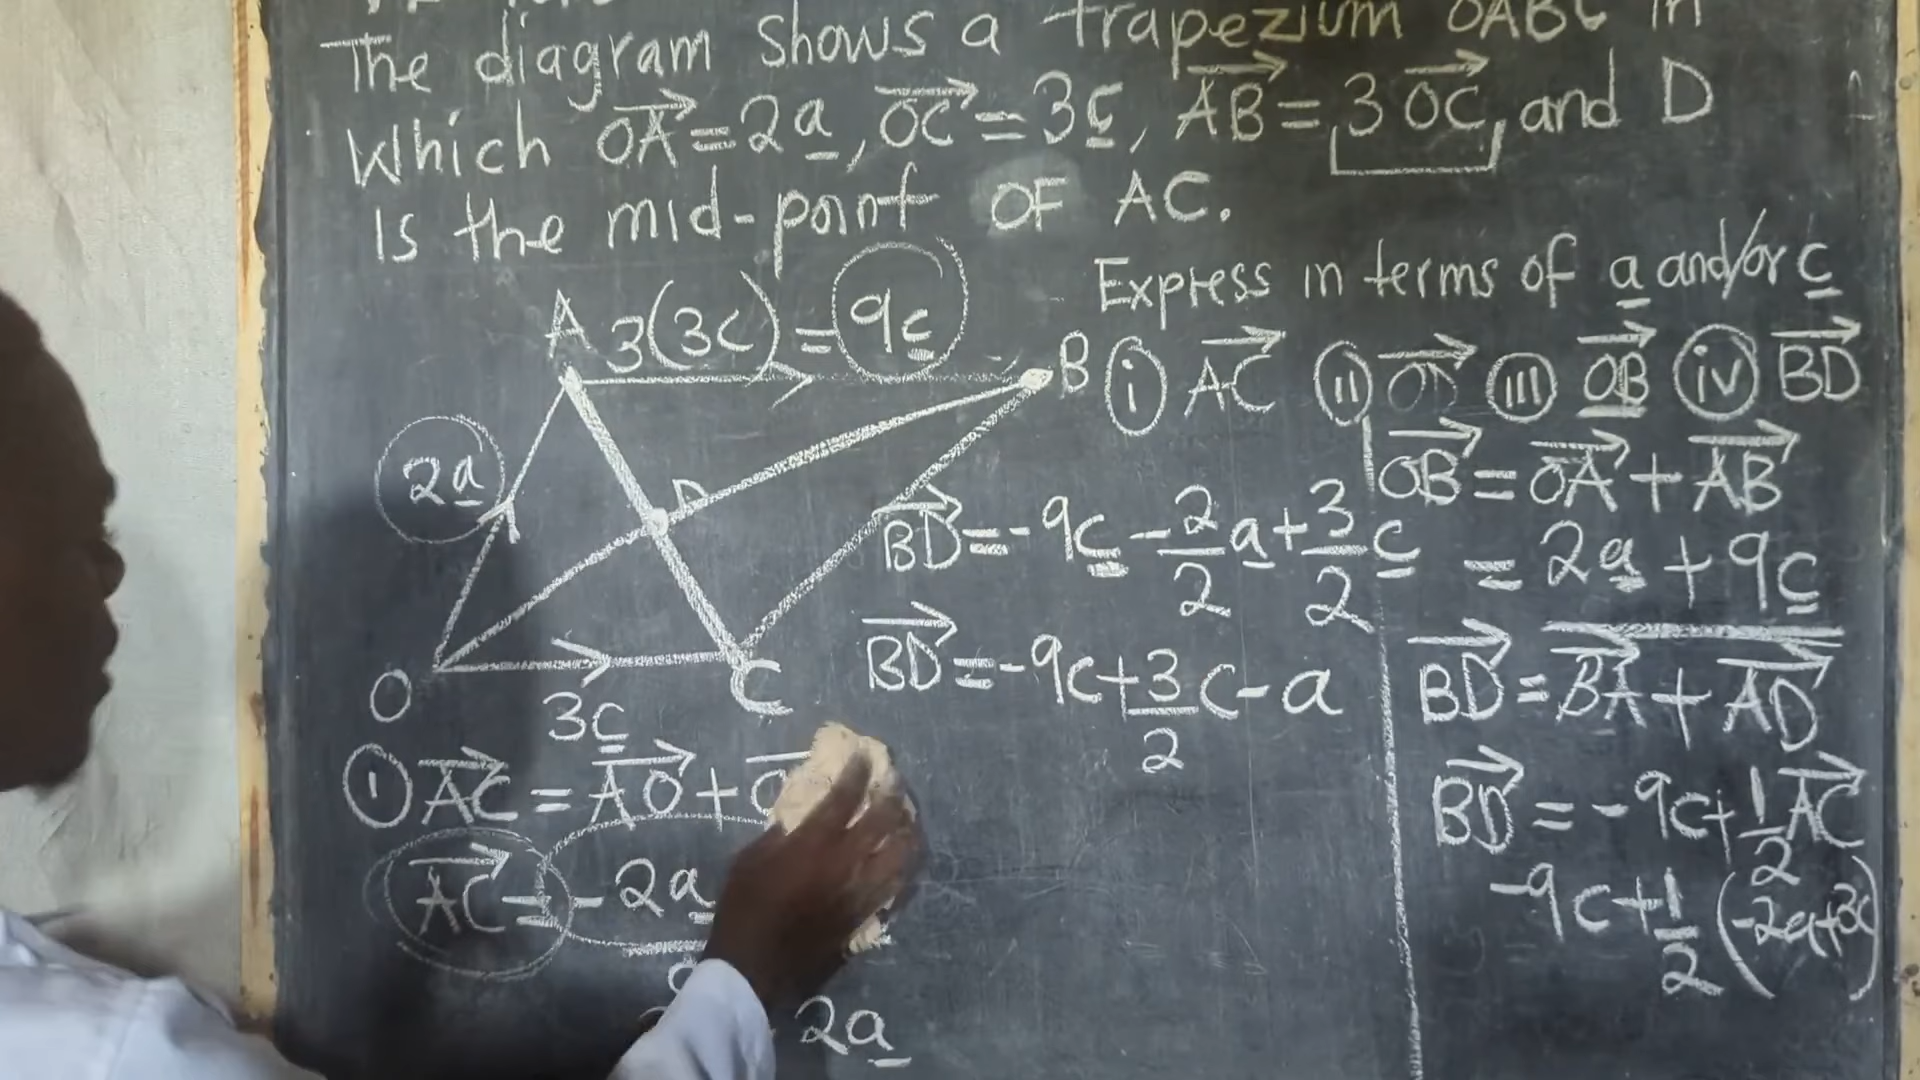 The diagram shows a trapezium OABC in
Which OA = 2a, OC = 3c, AB = 3OC, and D
Is the mid-point OF AC.
Express in terms of a and/or c
i AC ii OD iii OB iv BD
A 3(3c) = 9c B
2a
D
O C
3c
BD = -9c - 2/2 a + 3/2 c
BD = -9c + 3/2 c - a
OB = OA + AB
= 2a + 9c
BD = BA + AD
BD = -9c + 1/2 AC
-9c + 1/2 (-2a+3c)
① AC = AO +
AC = -2a
2a